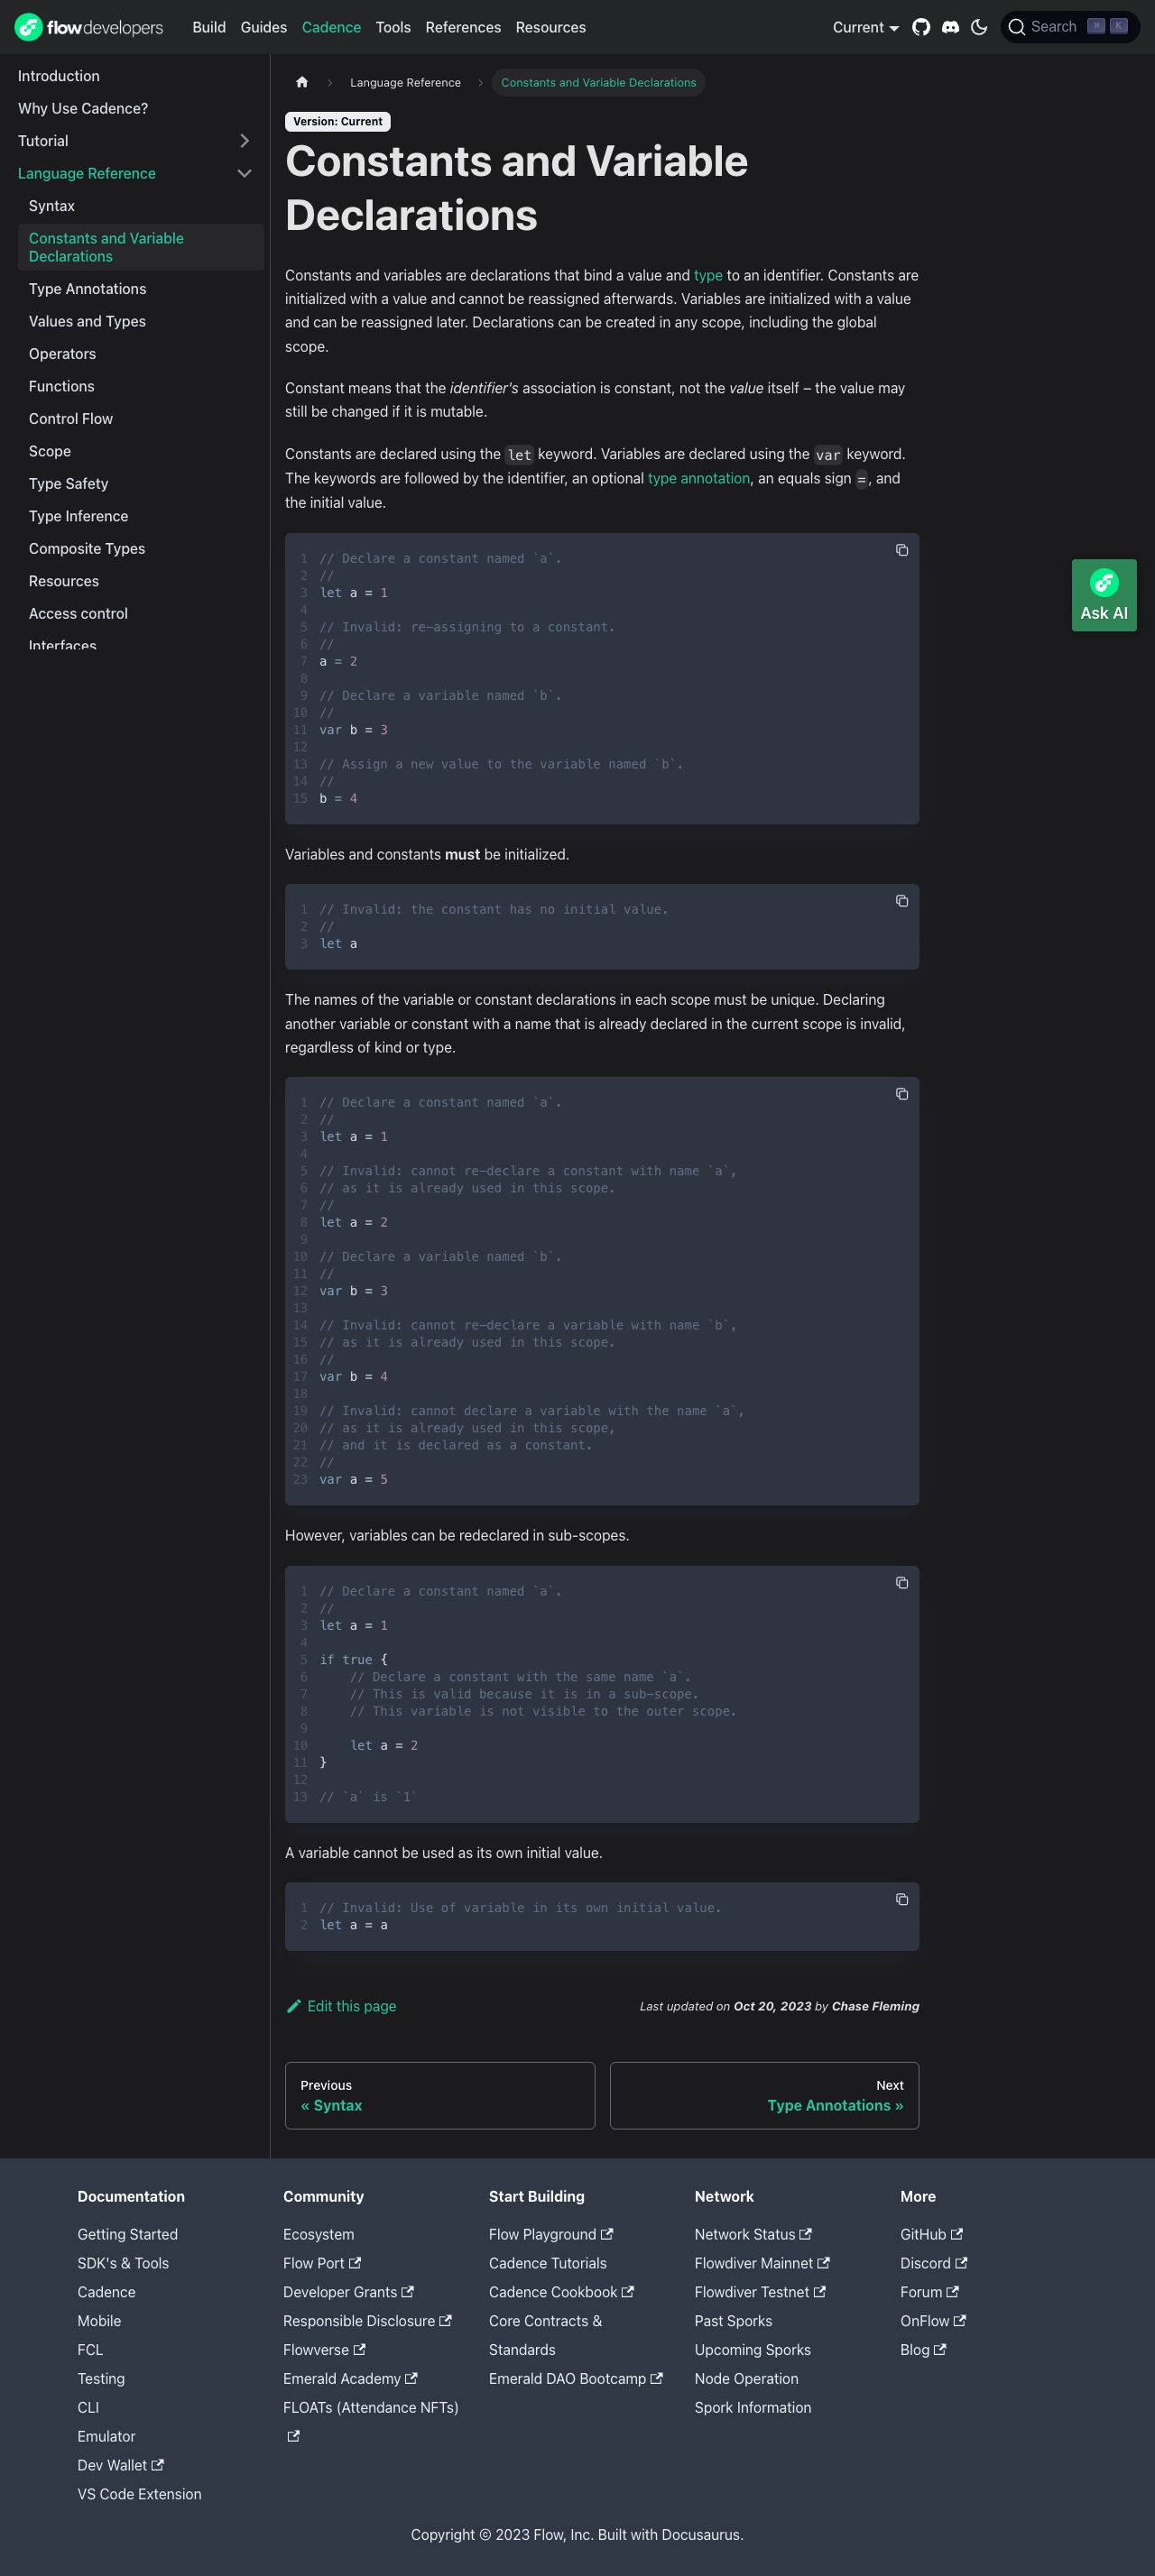 flowdevelopers Build Guides Cadence Tools References Resources Current Search ⌘ K
Introduction
Why Use Cadence?
Tutorial
Language Reference
Syntax
Constants and Variable
Declarations
Type Annotations
Values and Types
Operators
Functions
Control Flow
Scope
Type Safety
Type Inference
Composite Types
Resources
Access control
Interfaces
Language Reference Constants and Variable Declarations
Version: Current
Constants and Variable
Declarations
Constants and variables are declarations that bind a value and type to an identifier. Constants are
initialized with a value and cannot be reassigned afterwards. Variables are initialized with a value
and can be reassigned later. Declarations can be created in any scope, including the global
scope.
Constant means that the identifier's association is constant, not the value itself – the value may
still be changed if it is mutable.
Constants are declared using the let keyword. Variables are declared using the var keyword.
The keywords are followed by the identifier, an optional type annotation, an equals sign =, and
the initial value.
1 // Declare a constant named `a`.
2 //
3 let a = 1
4
5 // Invalid: re-assigning to a constant.
6 //
7 a = 2
8
9 // Declare a variable named `b`.
10 //
11 var b = 3
12
13 // Assign a new value to the variable named `b`.
14 //
15 b = 4
Variables and constants must be initialized.
1 // Invalid: the constant has no initial value.
2 //
3 let a
The names of the variable or constant declarations in each scope must be unique. Declaring
another variable or constant with a name that is already declared in the current scope is invalid,
regardless of kind or type.
1 // Declare a constant named `a`.
2 //
3 let a = 1
4
5 // Invalid: cannot re-declare a constant with name `a`,
6 // as it is already used in this scope.
7 //
8 let a = 2
9
10 // Declare a variable named `b`.
11 //
12 var b = 3
13
14 // Invalid: cannot re-declare a variable with name `b`,
15 // as it is already used in this scope.
16 //
17 var b = 4
18
19 // Invalid: cannot declare a variable with the name `a`,
20 // as it is already used in this scope,
21 // and it is declared as a constant.
22 //
23 var a = 5
However, variables can be redeclared in sub-scopes.
1 // Declare a constant named `a`.
2 //
3 let a = 1
4
5 if true {
6 // Declare a constant with the same name `a`.
7 // This is valid because it is in a sub-scope.
8 // This variable is not visible to the outer scope.
9
10 let a = 2
11 }
12
13 // `a` is `1`
A variable cannot be used as its own initial value.
1 // Invalid: Use of variable in its own initial value.
2 let a = a
Edit this page Last updated on Oct 20, 2023 by Chase Fleming
Previous
« Syntax
Next
Type Annotations »
Ask AI
Documentation
Getting Started
SDK's & Tools
Cadence
Mobile
FCL
Testing
CLI
Emulator
Dev Wallet
VS Code Extension
Community
Ecosystem
Flow Port
Developer Grants
Responsible Disclosure
Flowverse
Emerald Academy
FLOATs (Attendance NFTs)
Start Building
Flow Playground
Cadence Tutorials
Cadence Cookbook
Core Contracts &
Standards
Emerald DAO Bootcamp
Network
Network Status
Flowdiver Mainnet
Flowdiver Testnet
Past Sporks
Upcoming Sporks
Node Operation
Spork Information
More
GitHub
Discord
Forum
OnFlow
Blog
Copyright © 2023 Flow, Inc. Built with Docusaurus.